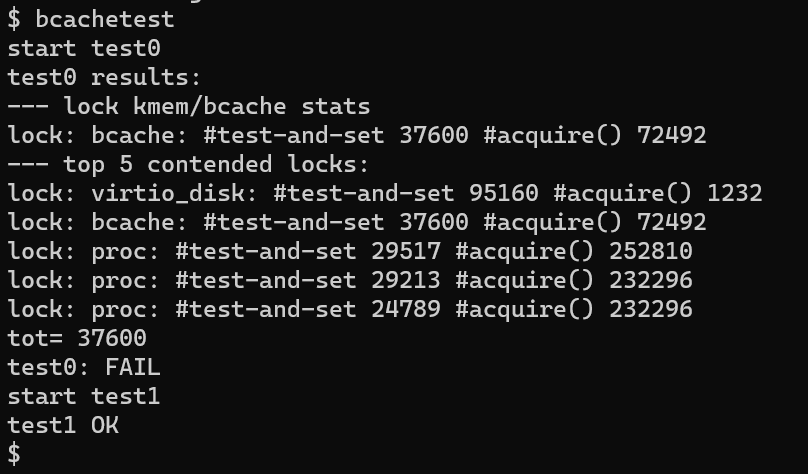 $ bcachetest
start test0
test0 results:
--- lock kmem/bcache stats
lock: bcache: #test-and-set 37600 #acquire() 72492
--- top 5 contended locks:
lock: virtio_disk: #test-and-set 95160 #acquire() 1232
lock: bcache: #test-and-set 37600 #acquire() 72492
lock: proc: #test-and-set 29517 #acquire() 252810
lock: proc: #test-and-set 29213 #acquire() 232296
lock: proc: #test-and-set 24789 #acquire() 232296
tot= 37600
test0: FAIL
start test1
test1 OK
$